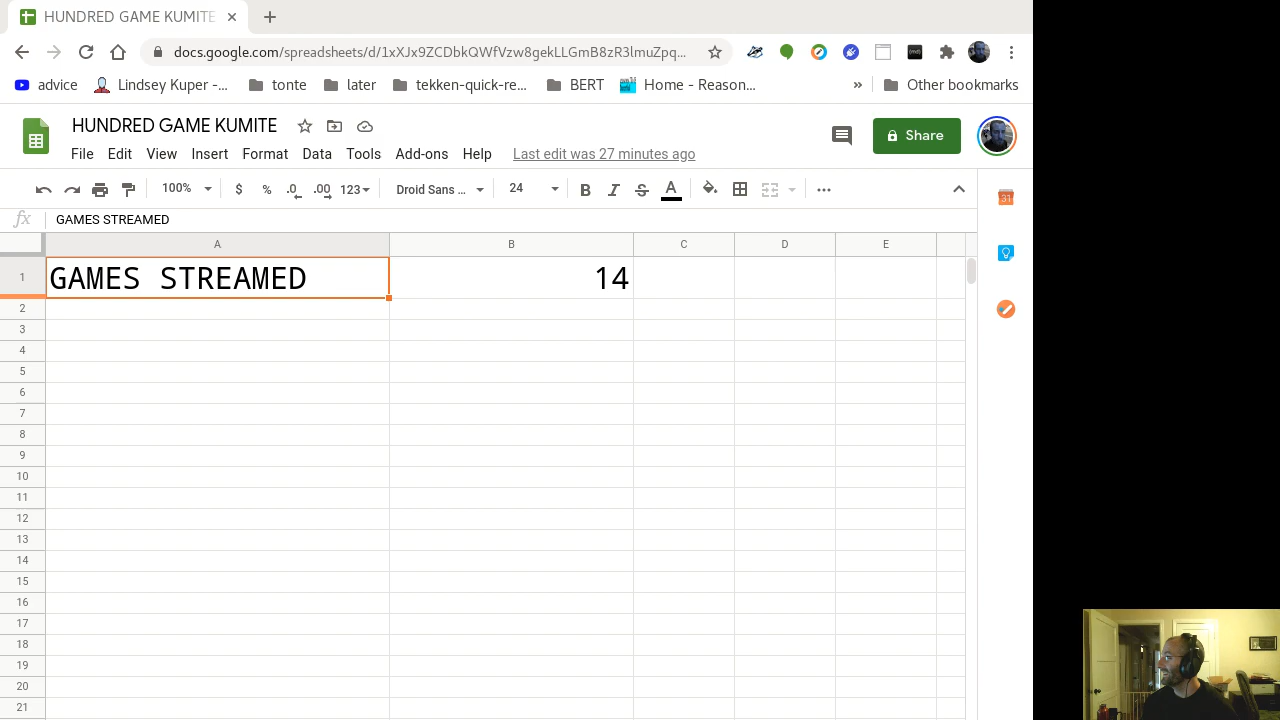 HUNDRED GAME KUMITE
docs.google.com/spreadsheets/d/1xXJx9ZCDbkQWfVzw8gekLLGmB8zR3lmuZpq...
advice Lindsey Kuper -... tonte later tekken-quick-re... BERT Home - Reason... » Other bookmarks
HUNDRED GAME KUMITE
Share
File Edit View Insert Format Data Tools Add-ons Help Last edit was 27 minutes ago
100% $ % .0 .00 123 Droid Sans ... 24 B I S A ...
31
fx GAMES STREAMED
A B C D E
1 GAMES STREAMED 14
2
3
4
5
6
7
8
9
10
11
12
13
14
15
16
17
18
19
20
21